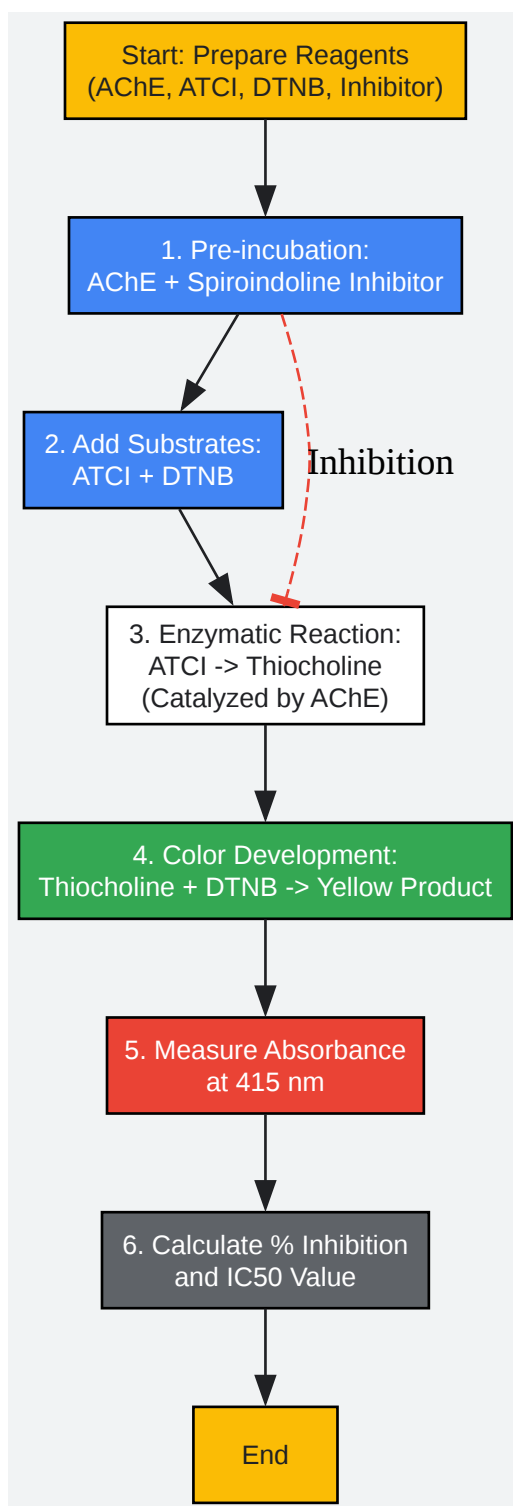 Start: Prepare Reagents
(AChE, ATCI, DTNB, Inhibitor)
1. Pre-incubation:
AChE + Spiroindoline Inhibitor
2. Add Substrates:
ATCI + DTNB
Inhibition
3. Enzymatic Reaction:
ATCI -> Thiocholine
(Catalyzed by AChE)
4. Color Development:
Thiocholine + DTNB -> Yellow Product
5. Measure Absorbance
at 415 nm
6. Calculate % Inhibition
and IC50 Value
End